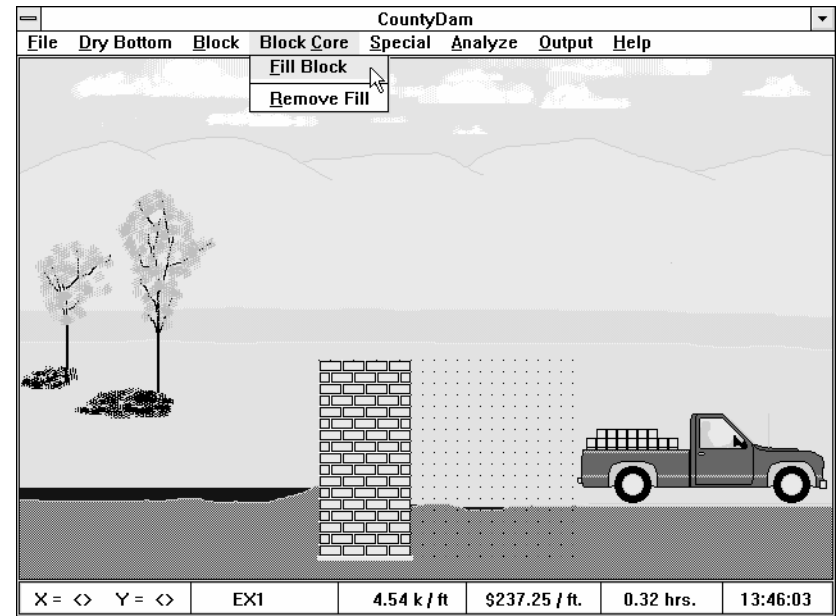 CountyDam
File Dry Bottom Block Block Core Special Analyze Output Help
Fill Block
Remove Fill
X = <> Y = <> EX1 4.54 k / ft $237.25 / ft. 0.32 hrs. 13:46:03